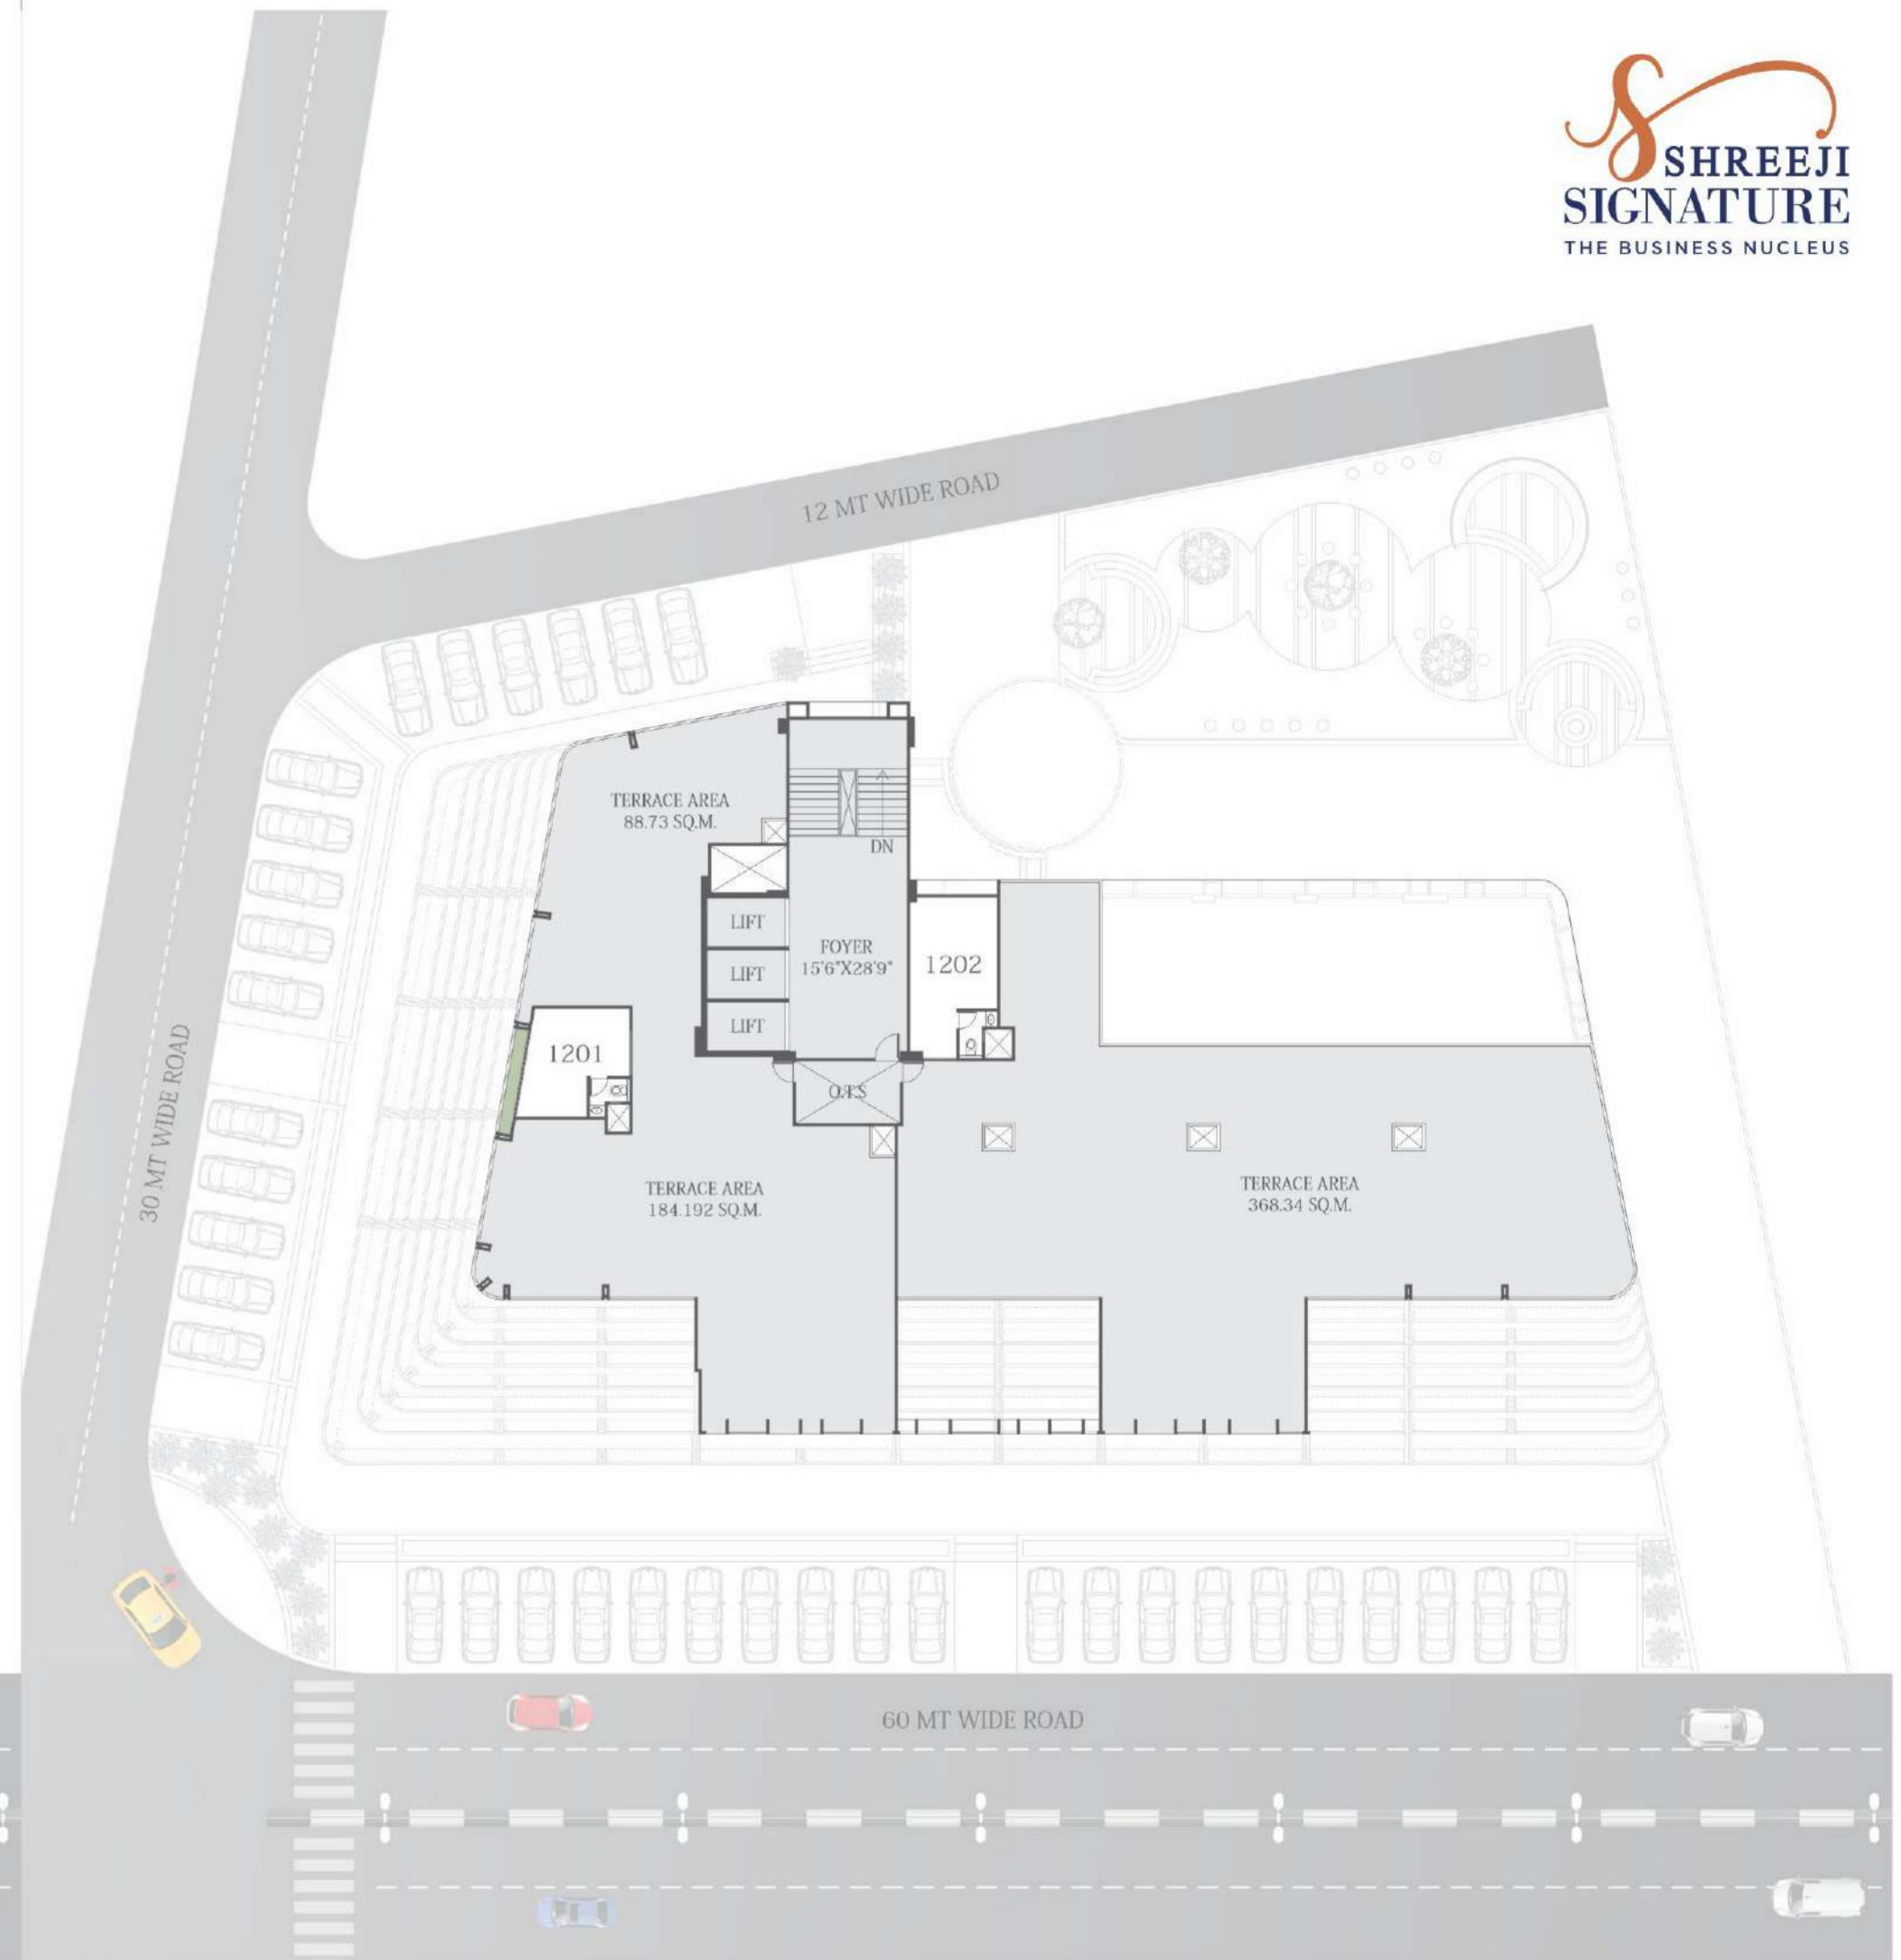 SHREEJI
SIGNATURE
THE BUSINESS NUCLEUS
12 MT WIDE ROAD
TERRACE AREA
88.73 SQ.M.
DN
LIFT
LIFT
LIFT
FOYER
15'6"X28'9"
1202
1201
O.T.S
30 MT WIDE ROAD
TERRACE AREA
184.192 SQ.M.
TERRACE AREA
368.34 SQ.M.
60 MT WIDE ROAD